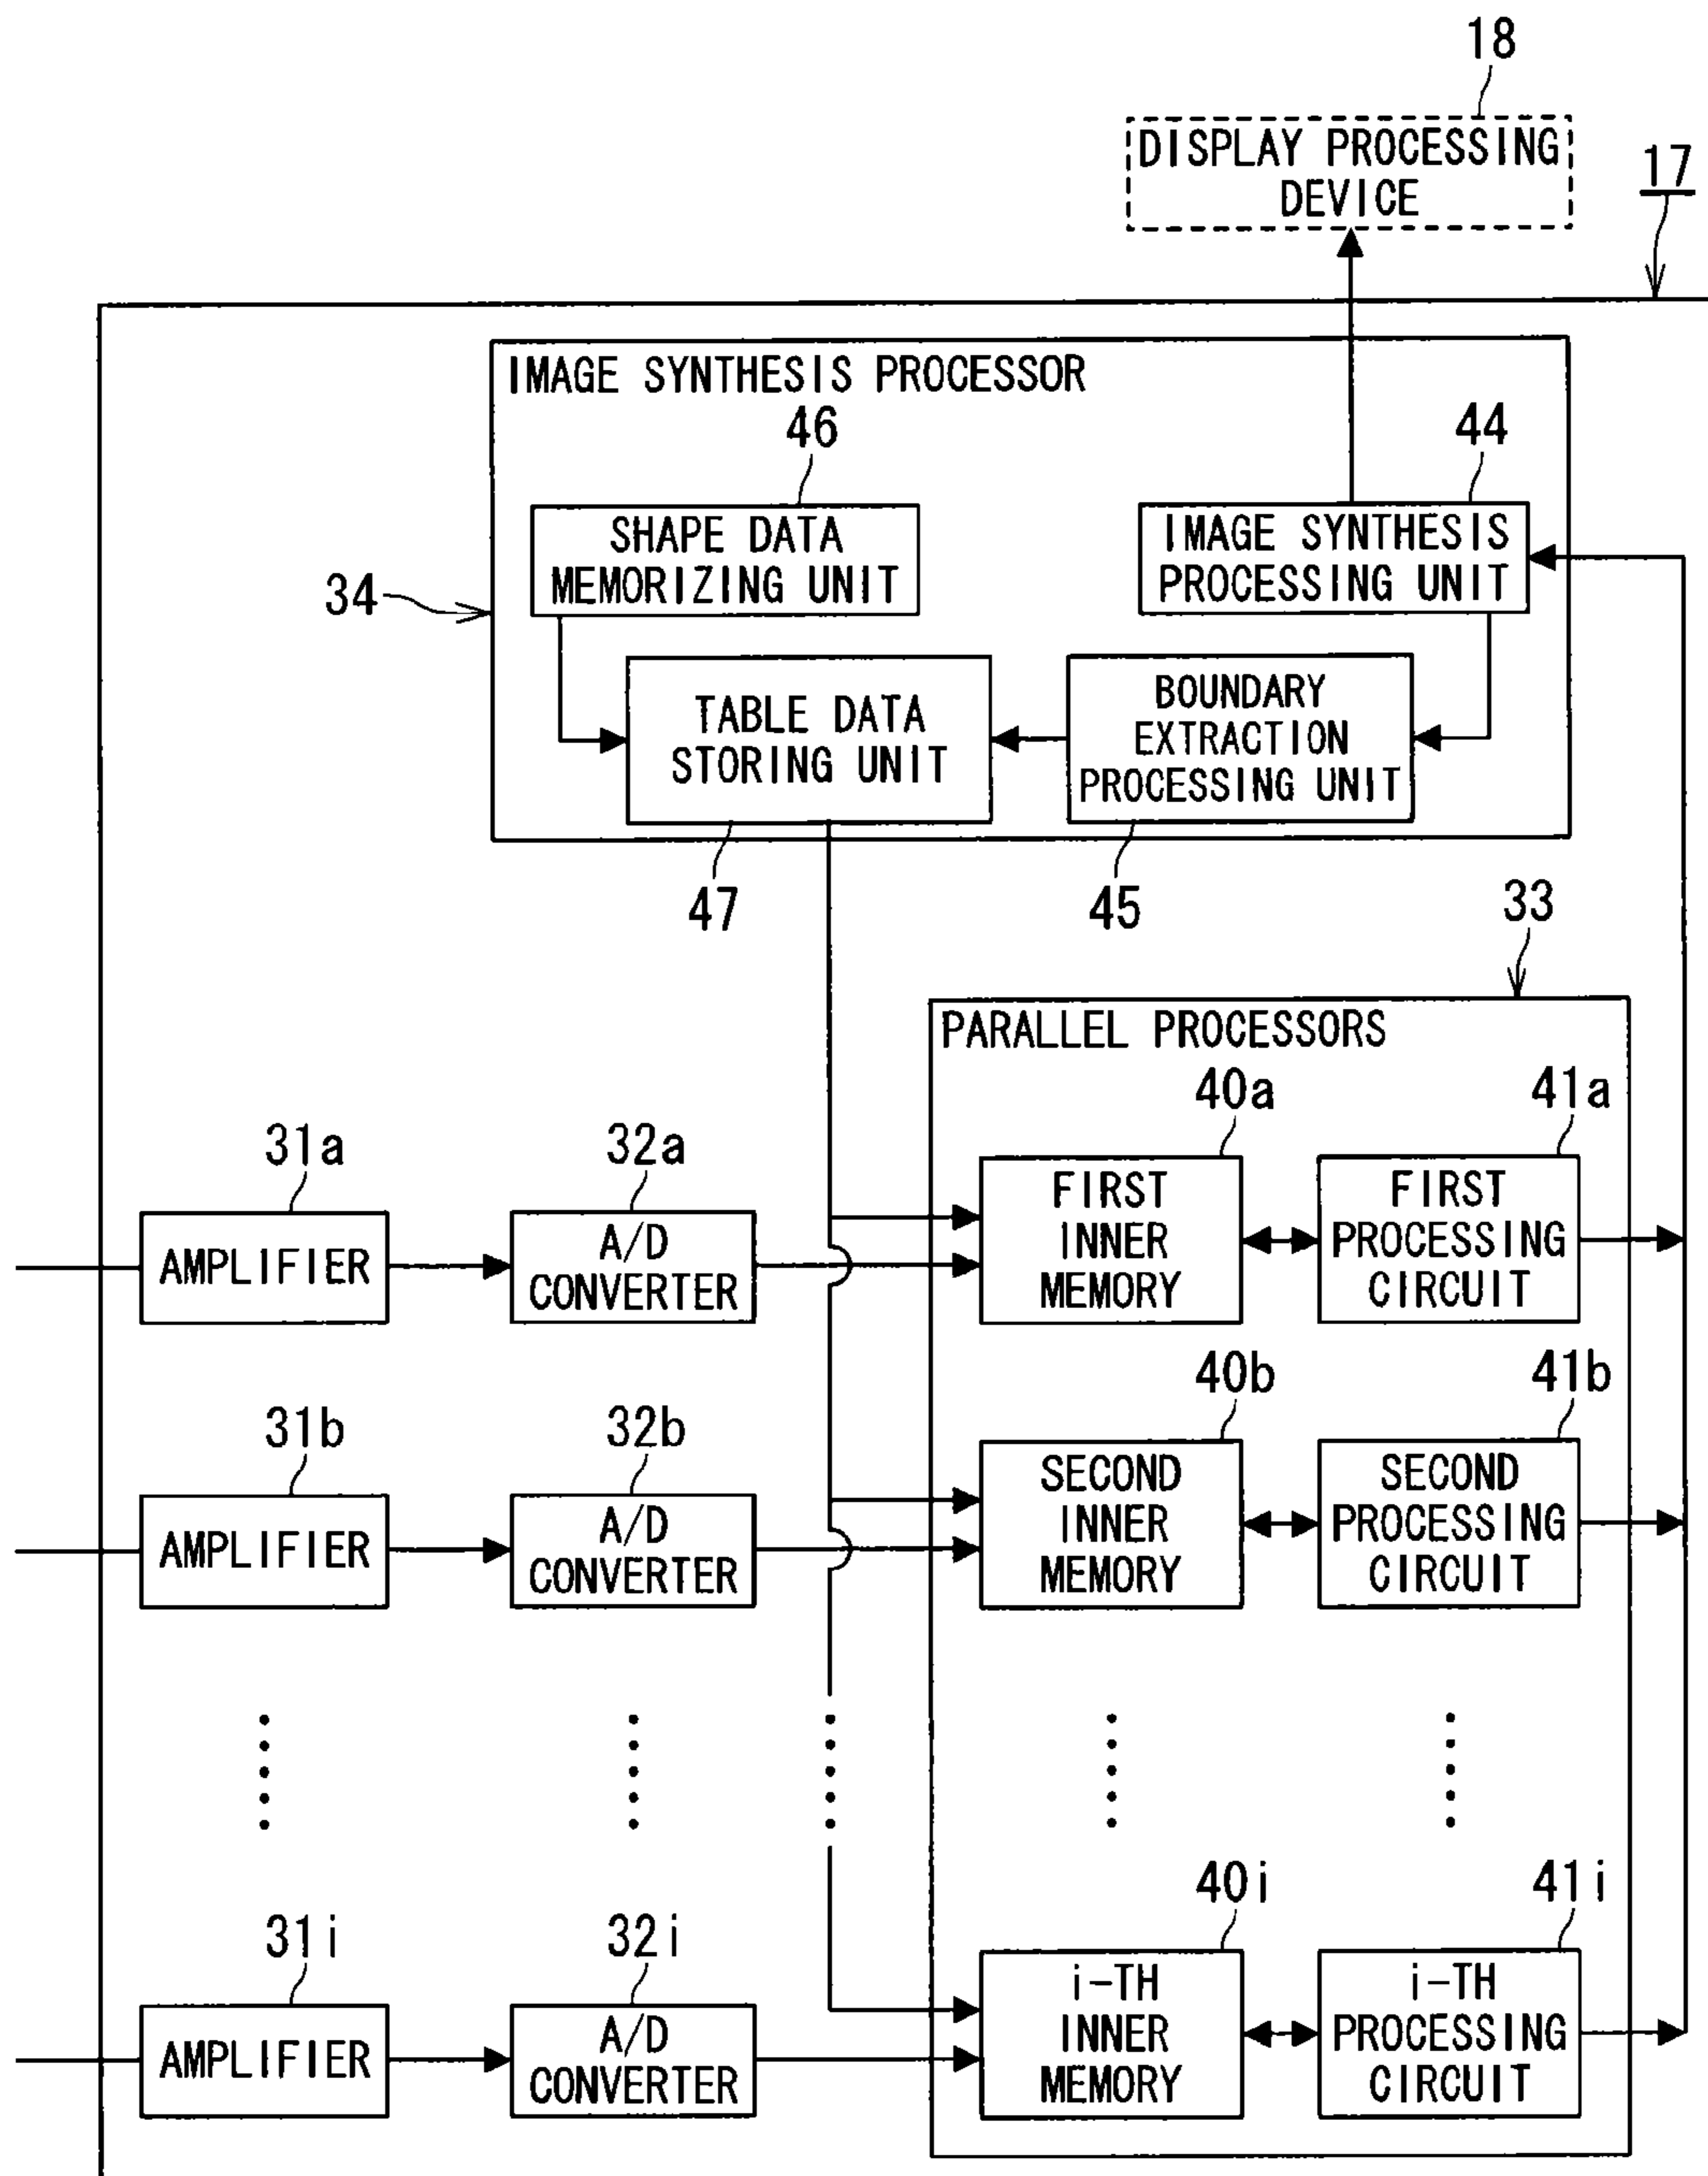 18
DISPLAY PROCESSING
DEVICE
17
IMAGE SYNTHESIS PROCESSOR
46
44
SHAPE DATA
MEMORIZING UNIT
IMAGE SYNTHESIS
PROCESSING UNIT
34
TABLE DATA
STORING UNIT
BOUNDARY
EXTRACTION
PROCESSING UNIT
47
45
33
PARALLEL PROCESSORS
40a
41a
31a
32a
FIRST
INNER
MEMORY
FIRST
PROCESSING
CIRCUIT
AMPLIFIER
A/D
CONVERTER
40b
41b
31b
32b
SECOND
INNER
MEMORY
SECOND
PROCESSING
CIRCUIT
AMPLIFIER
A/D
CONVERTER
40i
41i
31i
32i
i-TH
INNER
MEMORY
i-TH
PROCESSING
CIRCUIT
AMPLIFIER
A/D
CONVERTER